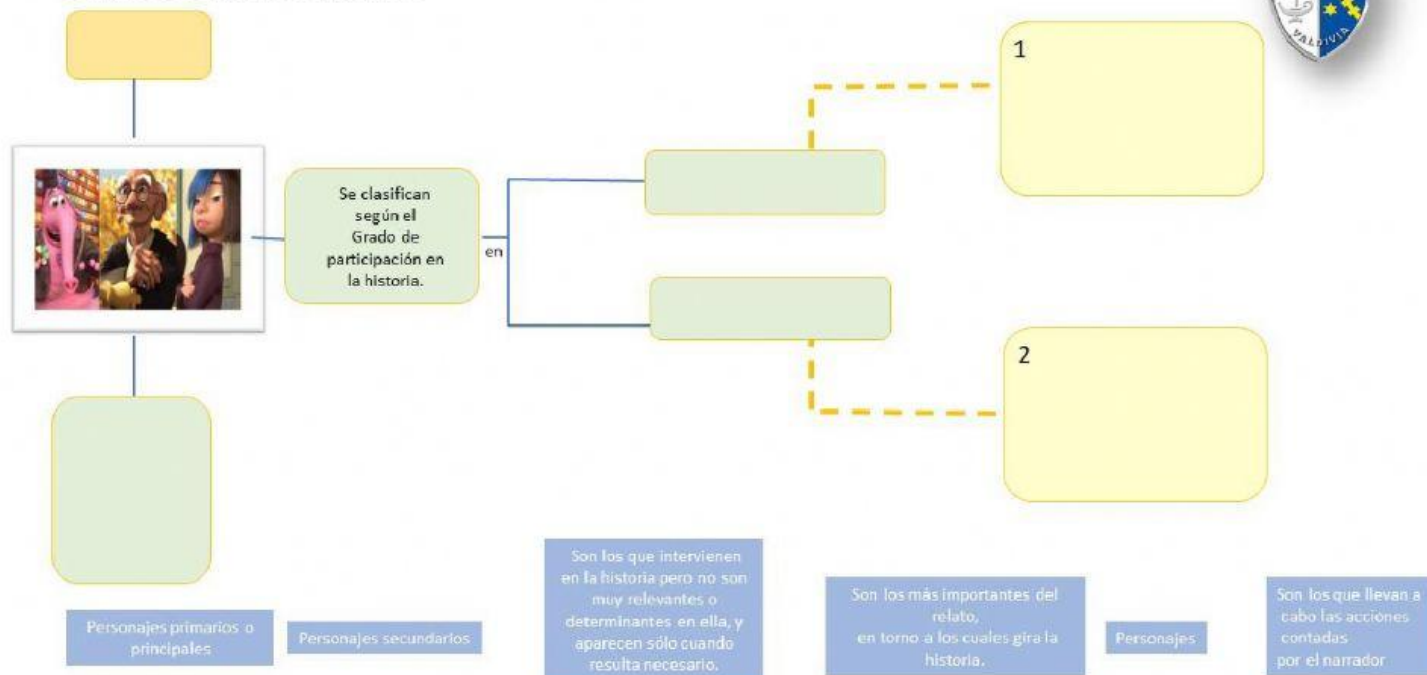 VALDIVIA
1
Se clasifican
según el
Grado de
participación en
la historia.
en
2
Son los que intervienen
en la historia pero no son
muy relevantes o
determinantes en ella, y
aparecen sólo cuando
resulta necesario.
Son los más importantes del
relato,
en torno a los cuales gira la
historia.
Son los que llevan a
cabo las acciones
contadas
por el narrador
Personajes primarios o
principales
Personajes secundarios
Personajes